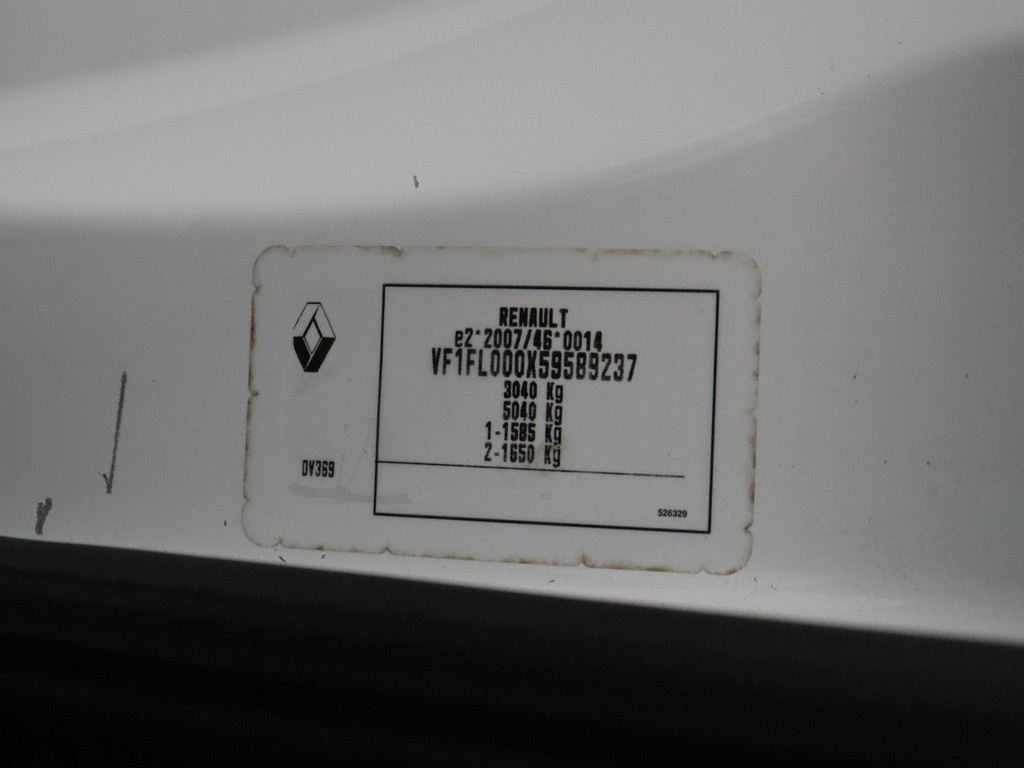 RENAULT
e2*2007/46*0014
VF1FL000X59589237
3040 Kg
5040 Kg
1-1585 Kg
2-1650 Kg
DV369
526329